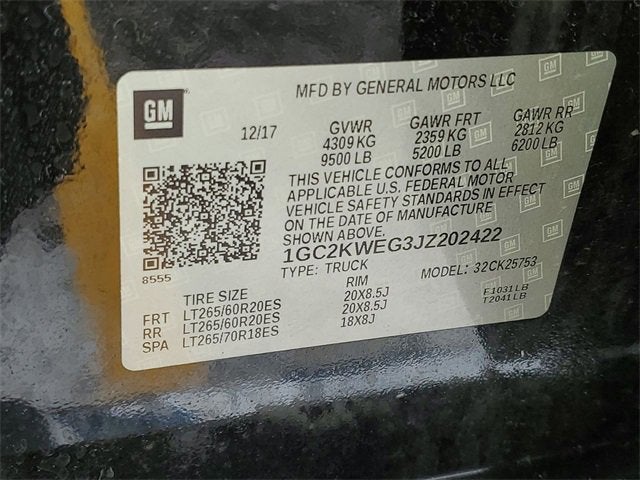 MFD BY GENERAL MOTORS LLC
GM
12/17
GVWR GAWR FRT GAWR RR
4309 KG 2359 KG 2812 KG
9500 LB 5200 LB 6200 LB
THIS VEHICLE CONFORMS TO ALL
APPLICABLE U.S. FEDERAL MOTOR
VEHICLE SAFETY STANDARDS IN EFFECT
ON THE DATE OF MANUFACTURE
SHOWN ABOVE.
1GC2KWEG3JZ202422
8555
TYPE: TRUCK MODEL: 32CK25753
TIRE SIZE RIM
FRT LT265/60R20ES 20X8.5J E1031LB
RR LT265/60R20ES 20X8.5J T2041LB
SPA LT265/70R18ES 18X8J